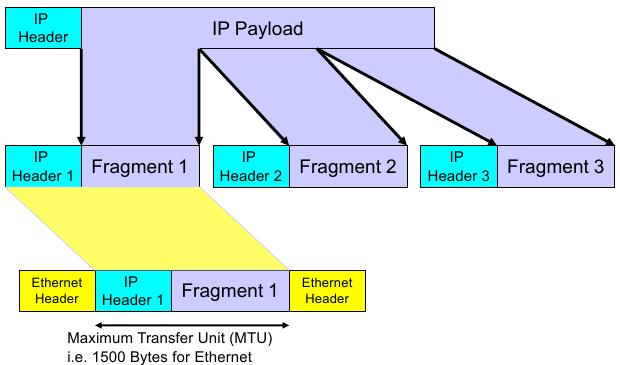 IP
Header
IP Payload
IP
Header 1
Fragment 1
IP
Header 2
Fragment 2
IP
Header 3
Fragment 3
Ethernet
Header
IP
Header 1
Fragment 1
Ethernet
Header
Maximum Transfer Unit (MTU)
i.e. 1500 Bytes for Ethernet